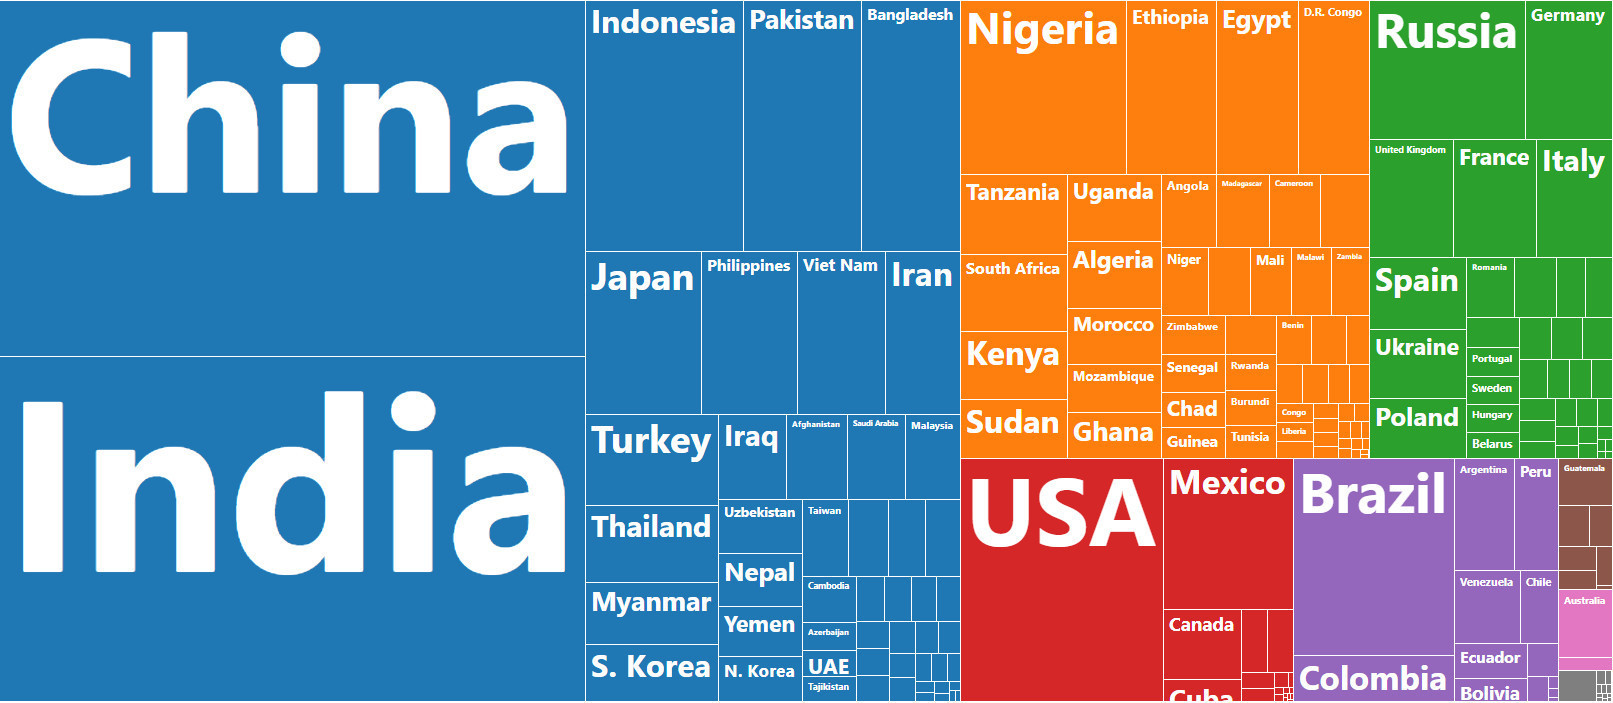 China
India
Indonesia
Pakistan
Bangladesh
Japan
Philippines
Viet Nam
Iran
Turkey
Thailand
Myanmar
S. Korea
Iraq
Afghanistan
Saudi Arabia
Malaysia
Uzbekistan
Nepal
Yemen
N. Korea
Taiwan
Cambodia
Azerbaijan
UAE
Tajikistan
Nigeria
Ethiopia
Egypt
D.R. Congo
Tanzania
South Africa
Kenya
Sudan
Uganda
Algeria
Morocco
Mozambique
Ghana
Angola
Madagascar
Cameroon
Niger
Mali
Malawi
Zambia
Zimbabwe
Senegal
Chad
Guinea
Rwanda
Burundi
Tunisia
Benin
Congo
Liberia
Russia
Germany
United Kingdom
France
Italy
Spain
Ukraine
Poland
Romania
Portugal
Sweden
Hungary
Belarus
USA
Mexico
Canada
Cuba
Brazil
Colombia
Argentina
Peru
Venezuela
Chile
Ecuador
Bolivia
Guatemala
Australia